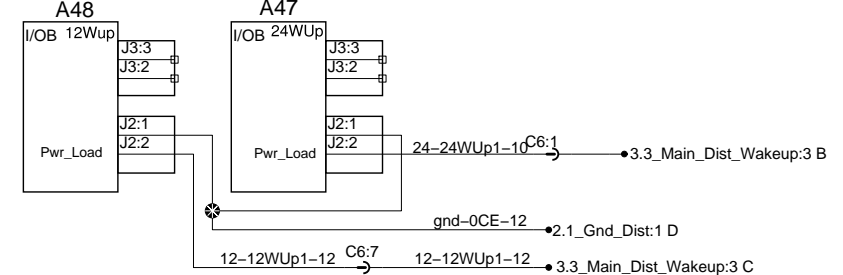 A48
A47
I/OB 12Wup
I/OB 24WUp
J3:3
J3:2
J3:3
J3:2
J2:1
J2:2
J2:1
J2:2
Pwr_Load
Pwr_Load
24−24WUp1−10
C6:1
3.3_Main_Dist_Wakeup:3 B
gnd−0CE−12
2.1_Gnd_Dist:1 D
12−12WUp1−12
C6:7
12−12WUp1−12
3.3_Main_Dist_Wakeup:3 C